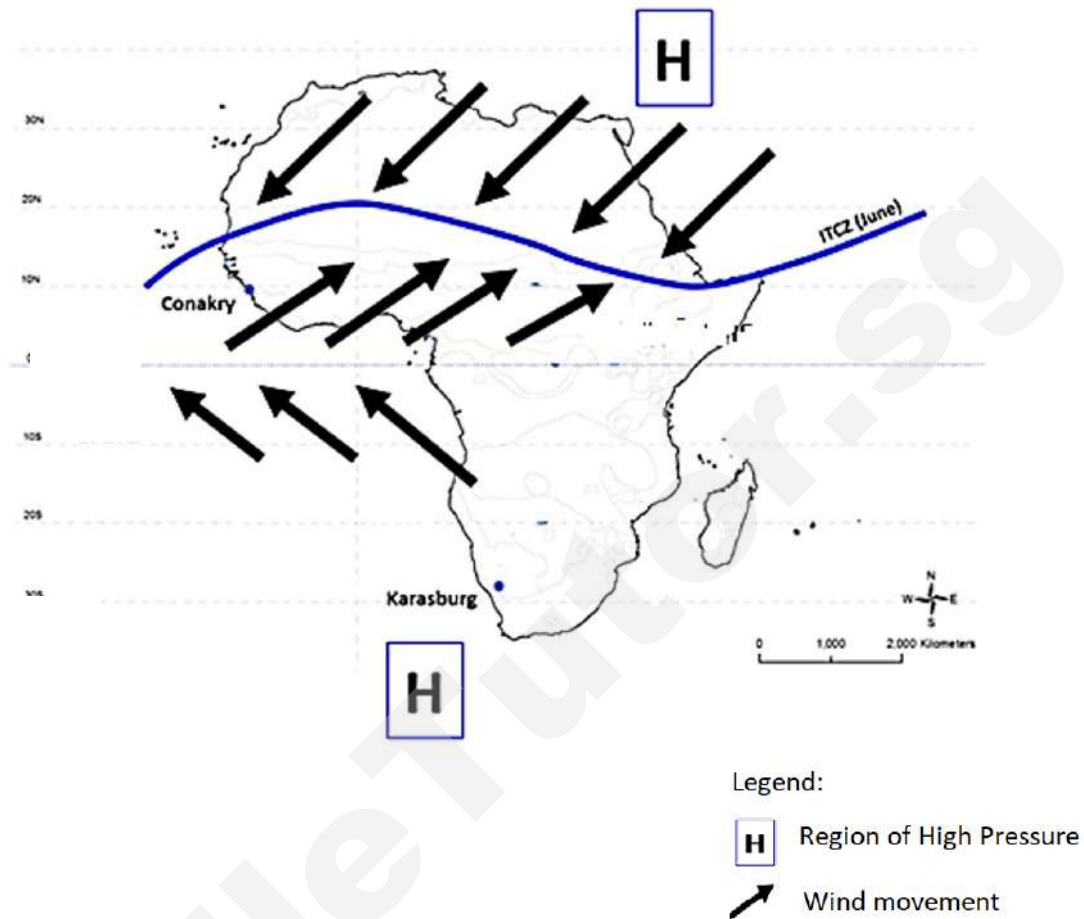 H
30N
20N
ITCZ (June)
10N
Conakry
10S
20S
Karasburg
N
W E
S
0 1,000 2,000 Kilometers
H
Legend:
H Region of High Pressure
Wind movement